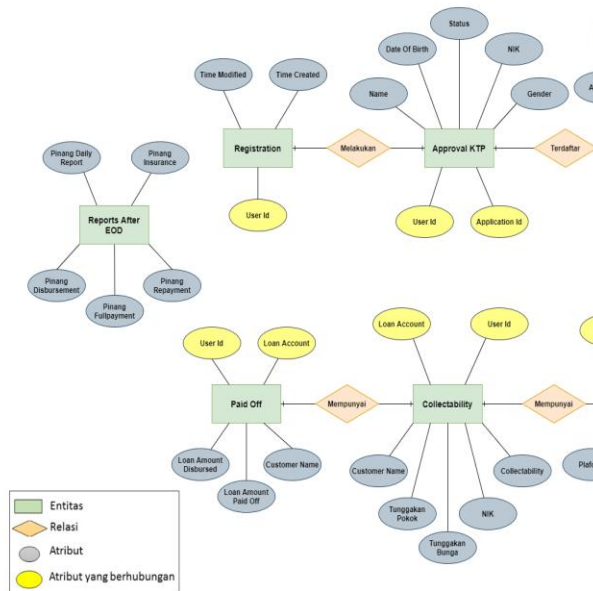 Status
Date Of Birth
NIK
Time Modified
Time Created
Name
Gender
A
Registration
Melakukan
Approval KTP
Terdaftar
Pinang Daily
Report
Pinang
Insurance
User Id
User Id
Application Id
Reports After
EOD
Pinang
Disbursement
Pinang
Fullpayment
Pinang
Repayment
User Id
Loan Account
Loan Account
User Id
Paid Off
Mempunyai
Collectability
Mempunyai
Loan Amount
Disbursed
Loan Amount
Paid Off
Customer Name
Customer Name
Tunggakan
Pokok
Tunggakan
Bunga
NIK
Collectability
Plafo
Entitas
Relasi
Atribut
Atribut yang berhubungan